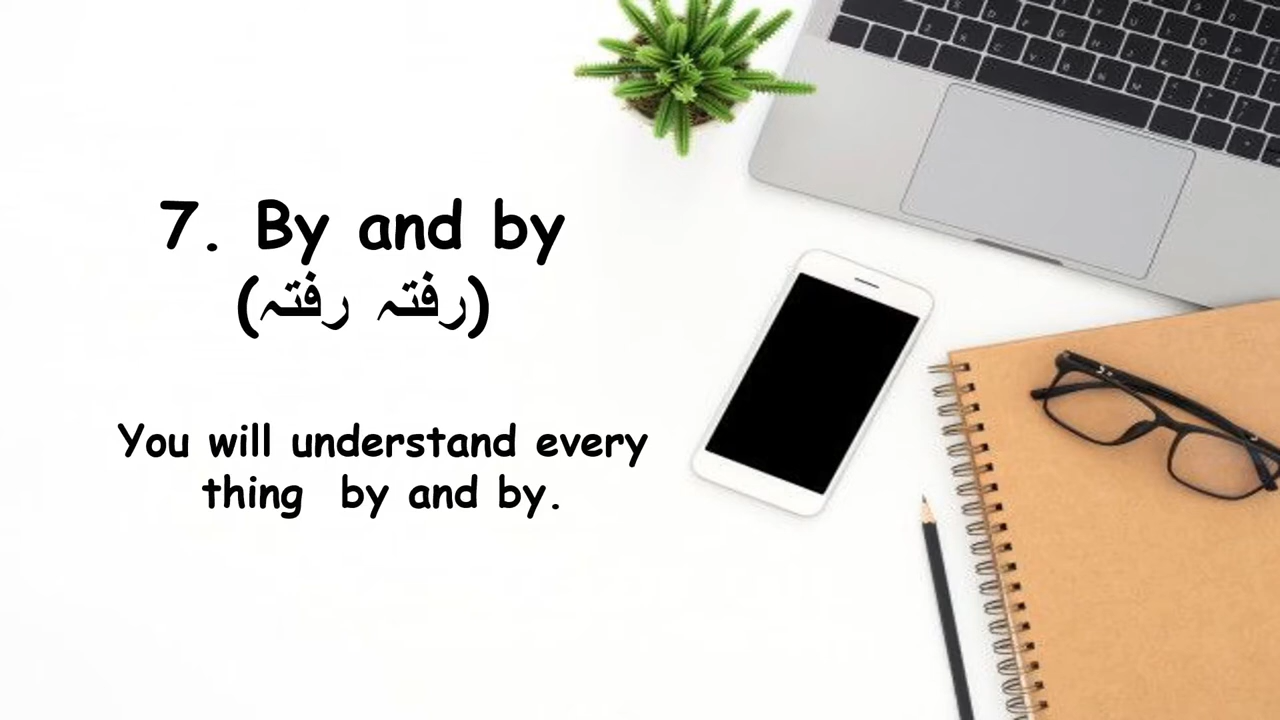 7. By and by
(رفتہ رفتہ)
You will understand every
thing by and by.